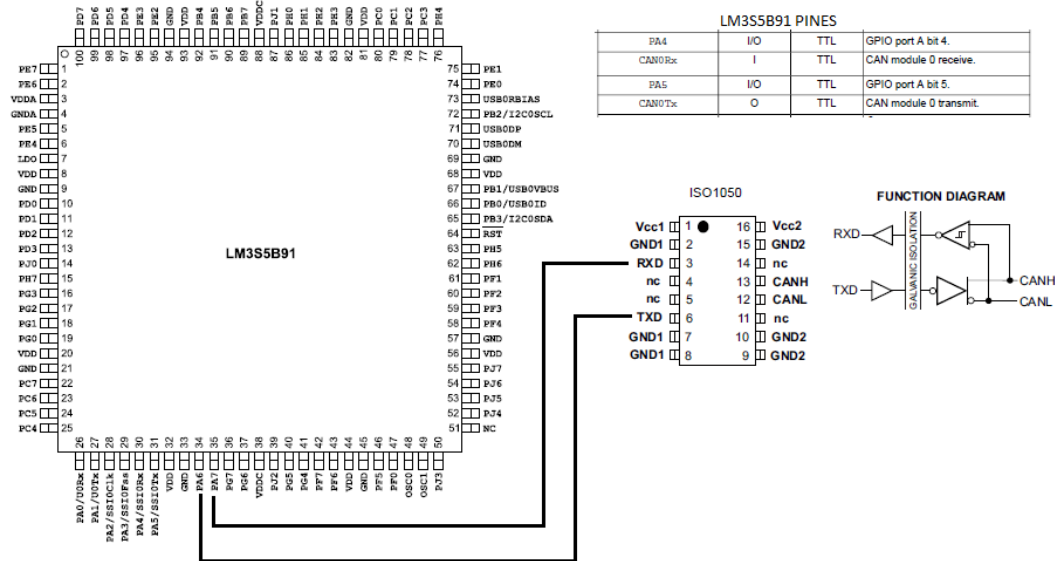 LM3S5B91 PINES
PA4 I/O TTL GPIO port A bit 4.
CAN0Rx I TTL CAN module 0 receive.
PA5 I/O TTL GPIO port A bit 5.
CAN0Tx O TTL CAN module 0 transmit.
PD7 PD6 PD5 PD4 PE3 PE2 GND VDD PB4 PB5 PB6 PB7 VDDC PJ1 PH0 PH1 PH2 PH3 GND VDD PC0 PC1 PC2 PC3 PH4
100 99 98 97 96 95 94 93 92 91 90 89 88 87 86 85 84 83 82 81 80 79 78 77 76
PE7 1 75 PE1
PE6 2 74 PE0
VDDA 3 73 USB0RBIAS
GNDA 4 72 PB2/I2C0SCL
PE5 5 71 USB0DP
PE4 6 70 USB0DM
LDO 7 69 GND
VDD 8 68 VDD
GND 9 67 PB1/USB0VBUS
PD0 10 66 PB0/USB0ID
PD1 11 65 PB3/I2C0SDA
PD2 12 64 RST
PD3 13 63 PH5
PJ0 14 62 PH6
PH7 15 61 PF1
PG3 16 60 PF2
PG2 17 59 PF3
PG1 18 58 PF4
PG0 19 57 GND
VDD 20 56 VDD
GND 21 55 PJ7
PC7 22 54 PJ6
PC6 23 53 PJ5
PC5 24 52 PJ4
PC4 25 51 NC
LM3S5B91
26 27 28 29 30 31 32 33 34 35 36 37 38 39 40 41 42 43 44 45 46 47 48 49 50
PA0/U0Rx PA1/U0Tx PA2/SSI0Clk PA3/SSI0Fss PA4/SSI0Rx PA5/SSI0Tx VDD GND PA6 PA7 PG7 PG6 VDDC PJ2 PG5 PG4 PF7 PF6 VDD GND PF5 PF0 OSC0 OSC1 PJ3
ISO1050
Vcc1 1 16 Vcc2
GND1 2 15 GND2
RXD 3 14 nc
nc 4 13 CANH
nc 5 12 CANL
TXD 6 11 nc
GND1 7 10 GND2
GND1 8 9 GND2
FUNCTION DIAGRAM
RXD
TXD
GALVANIC ISOLATION
CANH
CANL